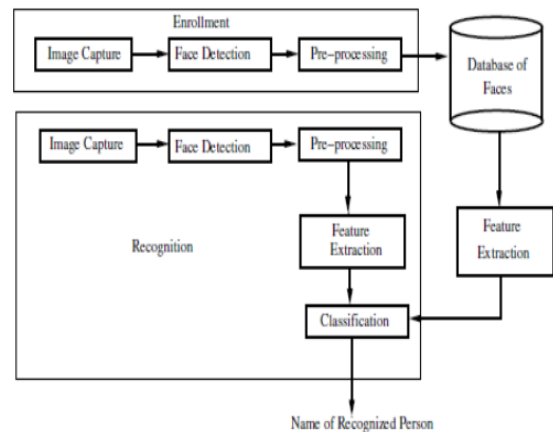 Enrollment
Image Capture
Face Detection
Pre-processing
Database of
Faces
Image Capture
Face Detection
Pre-processing
Recognition
Feature
Extraction
Feature
Extraction
Classification
Name of Recognized Person